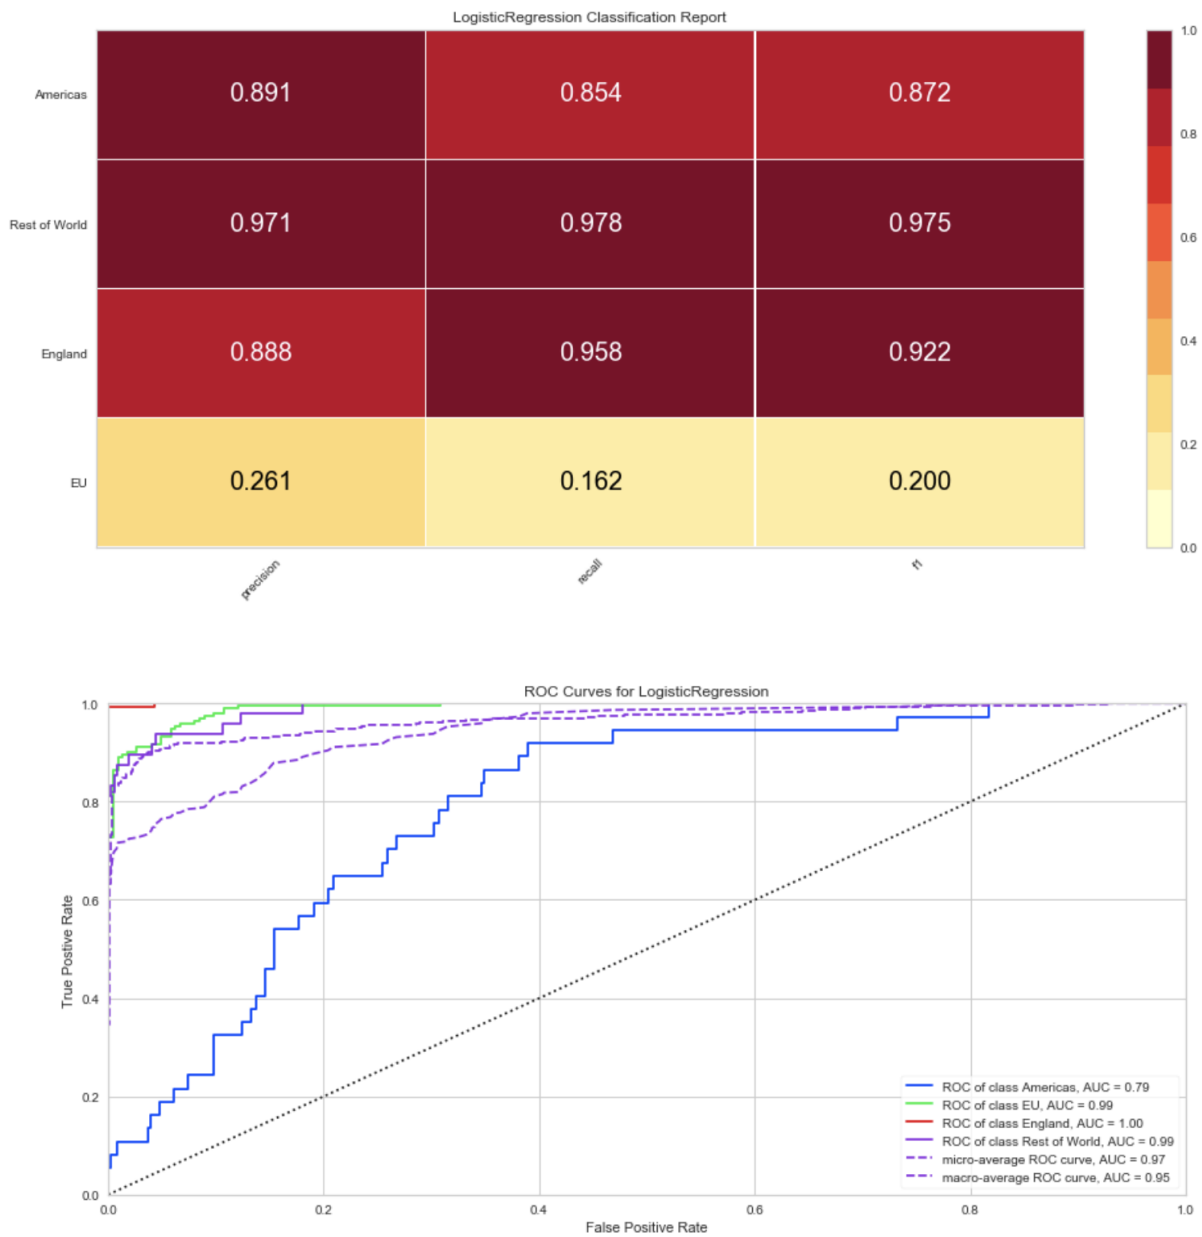 LogisticRegression Classification Report
1.0
Americas
0.891
0.854
0.872
0.8
Rest of World
0.971
0.978
0.975
0.6
England
0.888
0.958
0.922
0.4
EU
0.261
0.162
0.200
0.2
0.0
precision
recall
f1
ROC Curves for LogisticRegression
1.0
0.8
0.6
0.4
0.2
0.0
True Postive Rate
ROC of class Americas, AUC = 0.79
ROC of class EU, AUC = 0.99
ROC of class England, AUC = 1.00
ROC of class Rest of World, AUC = 0.99
micro-average ROC curve, AUC = 0.97
macro-average ROC curve, AUC = 0.95
0.0
0.2
0.4
0.6
0.8
1.0
False Positive Rate